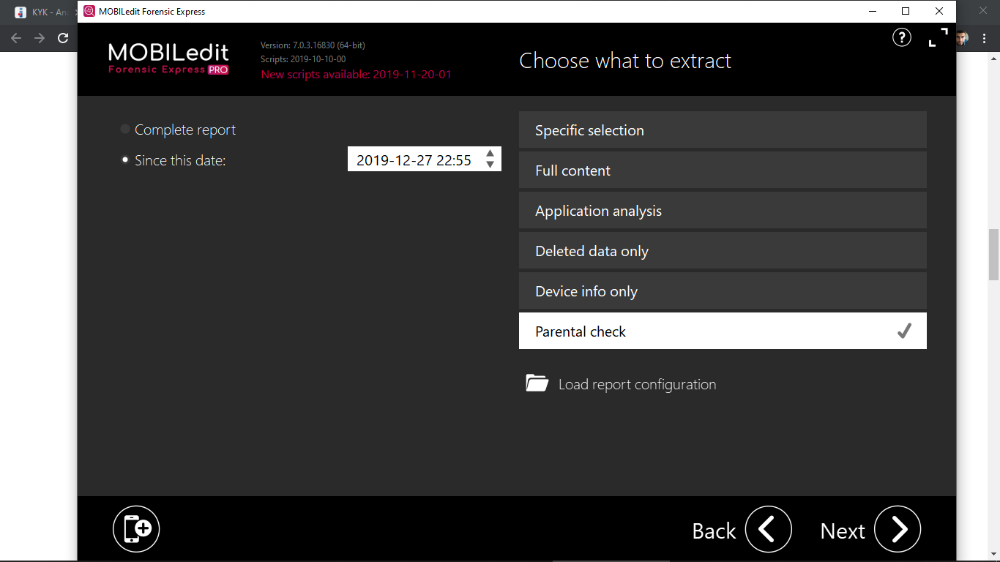 KYK - An
MOBILedit Forensic Express
MOBILedit
Forensic Express PRO
Version: 7.0.3.16830 (64-bit)
Scripts: 2019-10-10-00
New scripts available: 2019-11-20-01
Choose what to extract
?
Complete report
Since this date:
2019-12-27 22:55
Specific selection
Full content
Application analysis
Deleted data only
Device info only
Parental check
Load report configuration
Back
Next